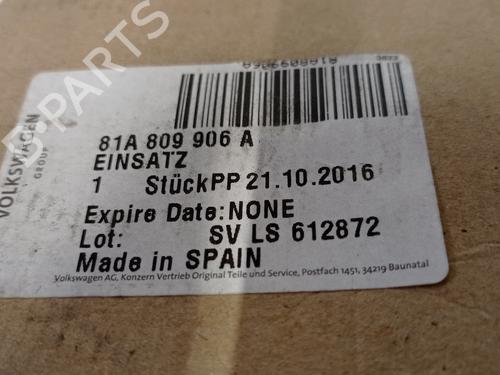 VOLKSWAGEN
GROUP
81A 809 906 A
EINSATZ
1 StückPP 21.10.2016
Expire Date: NONE
Lot: SV LS 612872
Made in SPAIN
Volkswagen AG, Konzern Vertrieb Original Teile und Service, Postfach 1451, 34219 Baunatal